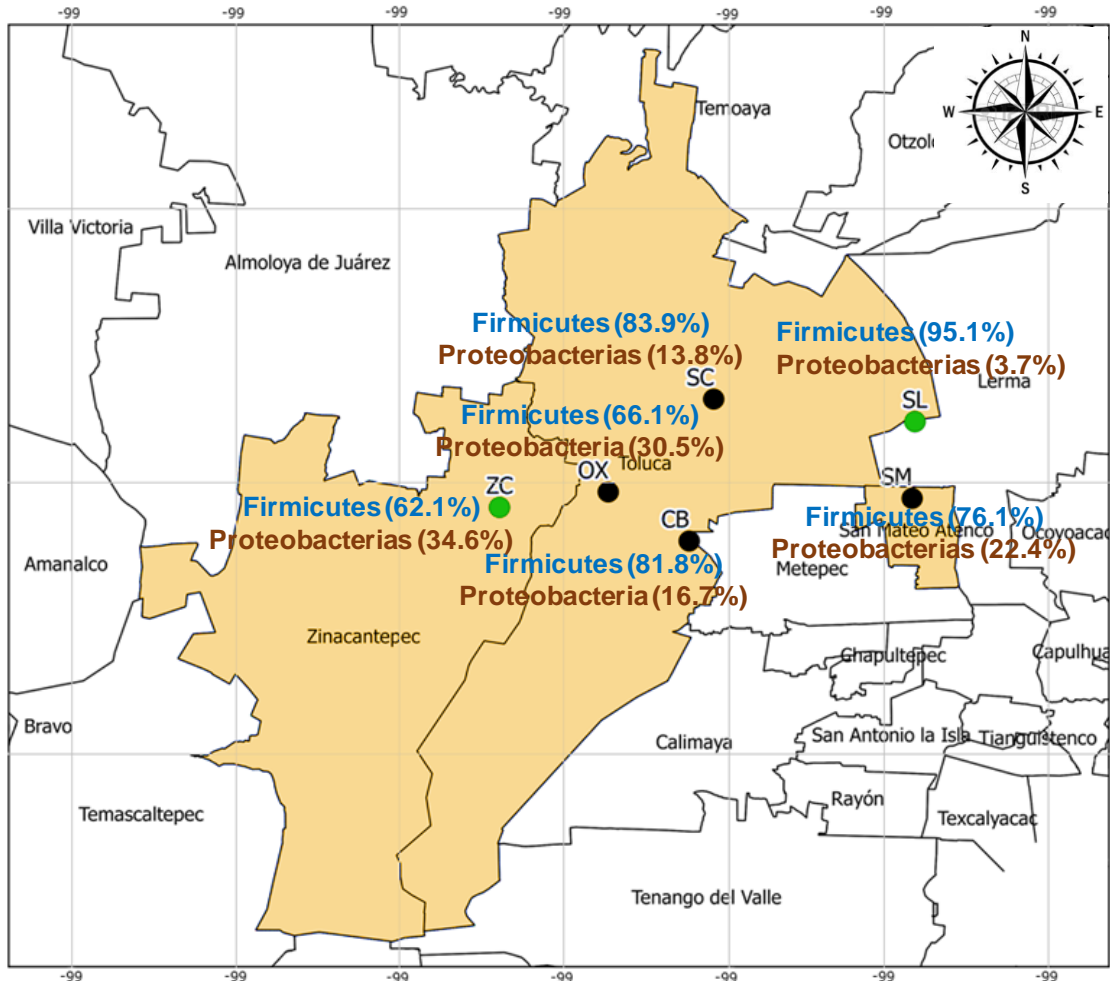 -99 -99 -99 -99 -99 -99 -99
N
W E
S
Temoaya
Otzol
Villa Victoria
Almoloya de Juárez
Firmicutes (83.9%)
Proteobacterias (13.8%)
SC
Firmicutes (95.1%)
Proteobacterias (3.7%)
Lerma
SL
Firmicutes (66.1%)
Proteobacteria (30.5%)
Toluca
OX
ZC
Firmicutes (62.1%)
Proteobacterias (34.6%)
SM
Firmicutes (76.1%)
San Mateo Atenco
Ocoyoacac
Proteobacterias (22.4%)
CB
Firmicutes (81.8%)
Proteobacteria (16.7%)
Metepec
Amanalco
Zinacantepec
Chapultepec
Capulhua
Bravo
Calimaya
San Antonio la Isla
Tianguistenco
Temascaltepec
Rayón
Texcalyacac
Tenango del Valle
-99 -99 -99 -99 -99 -99 -99